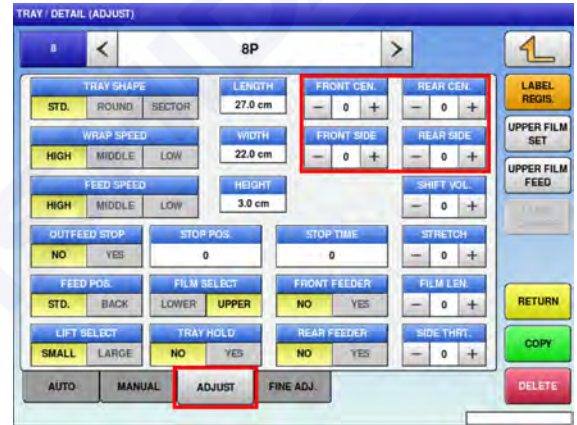 TRAY / DETAIL (ADJUST)
8 < 8P >
TRAY SHAPE LENGTH FRONT CEN. REAR CEN.
STD. ROUND SECTOR 27.0 cm − 0 + − 0 +
LABEL REGIS.
WRAP SPEED WIDTH FRONT SIDE REAR SIDE
HIGH MIDDLE LOW 22.0 cm − 0 + − 0 +
UPPER FILM SET
FEED SPEED HEIGHT SHIFT VOL.
HIGH MIDDLE LOW 3.0 cm − 0 +
UPPER FILM FEED
OUTFEED STOP STOP POS. STOP TIME STRETCH
NO YES 0 0 − 0 +
FEED POS. FILM SELECT FRONT FEEDER FILM LEN.
STD. BACK LOWER UPPER NO YES − 0 +
RETURN
LIFT SELECT TRAY HOLD REAR FEEDER SIDE THRT.
SMALL LARGE NO YES NO YES − 0 +
COPY
AUTO MANUAL ADJUST FINE ADJ.
DELETE